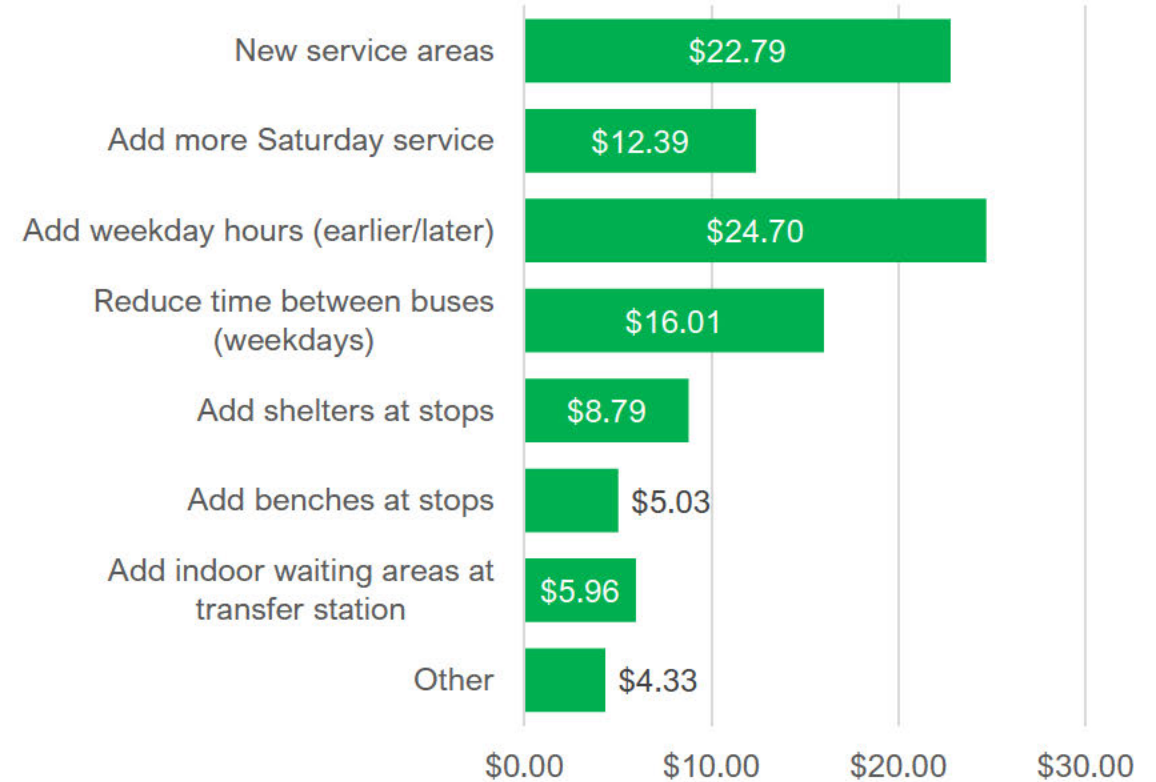 New service areas
$22.79
Add more Saturday service
$12.39
Add weekday hours (earlier/later)
$24.70
Reduce time between buses
(weekdays)
$16.01
Add shelters at stops
$8.79
Add benches at stops
$5.03
Add indoor waiting areas at
transfer station
$5.96
Other
$4.33
$0.00
$10.00
$20.00
$30.00